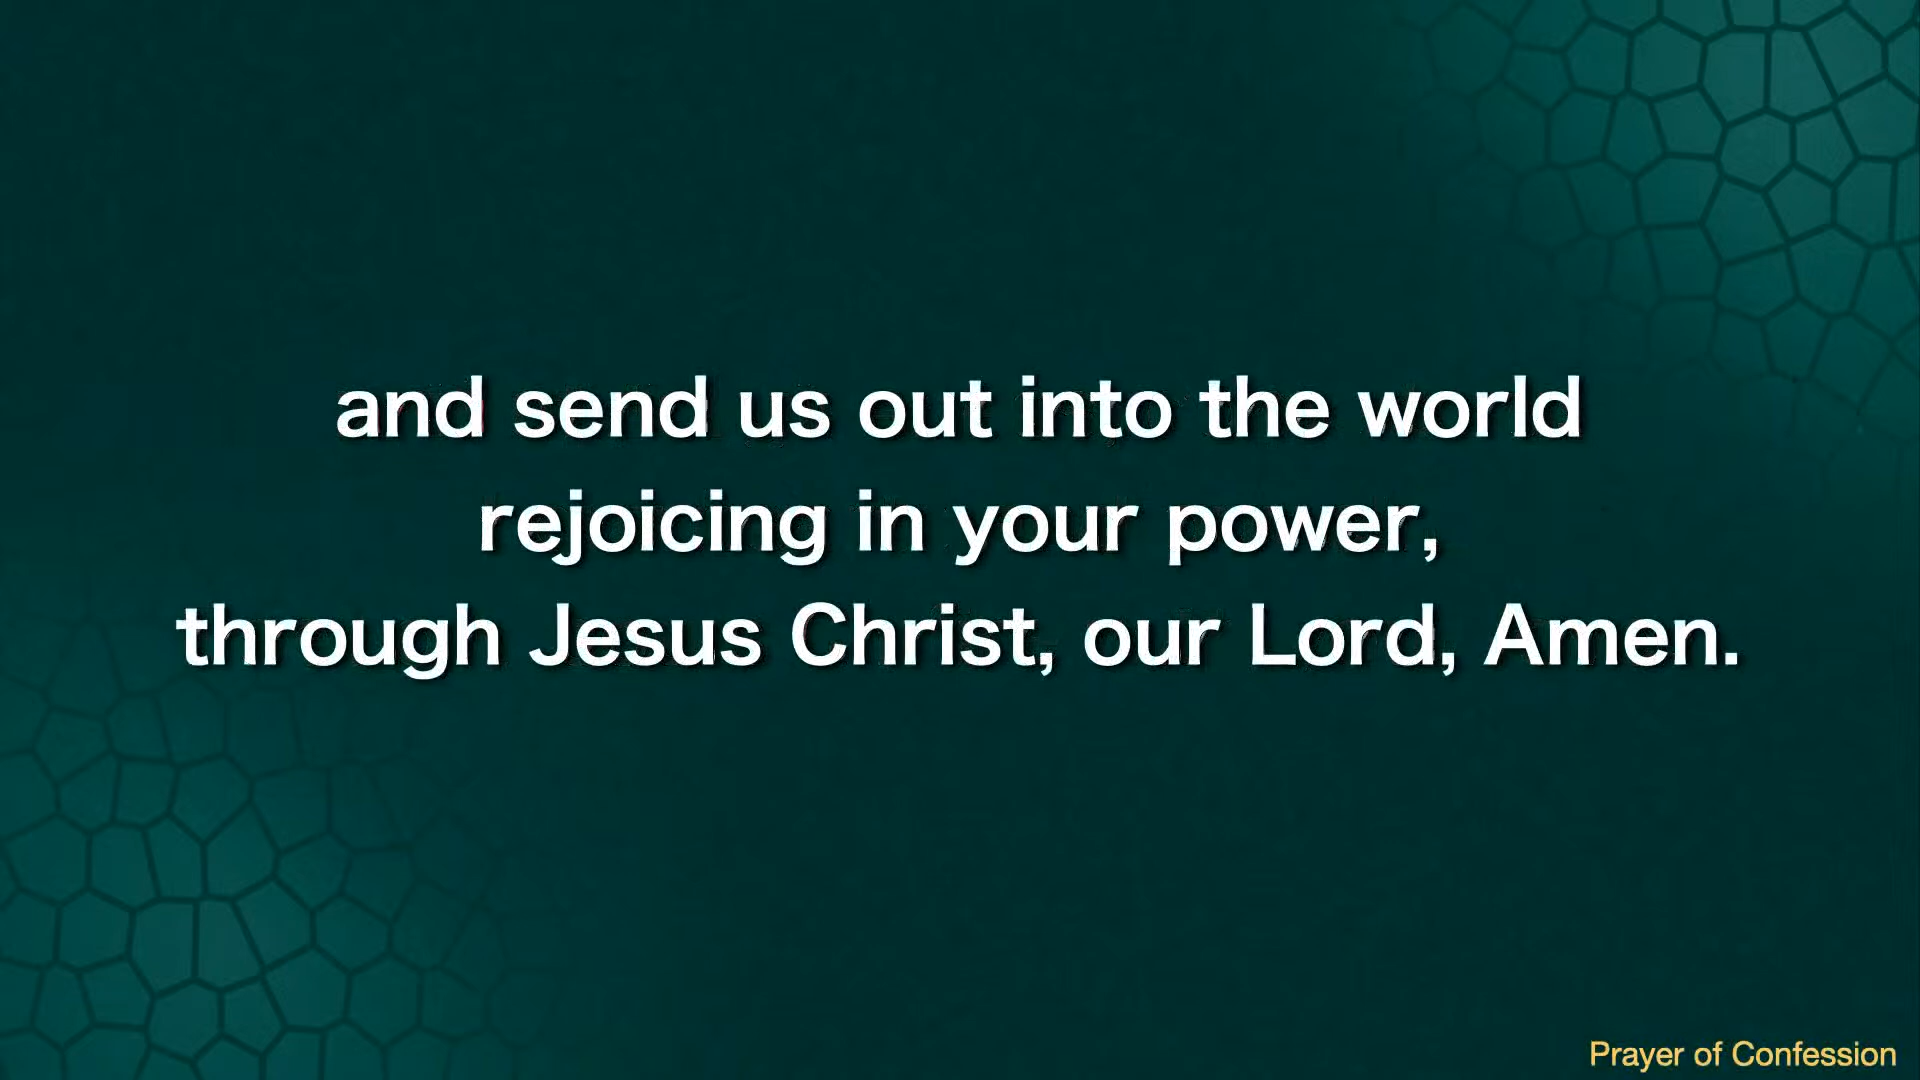 and send us out into the world
rejoicing in your power,
through Jesus Christ, our Lord, Amen.
Prayer of Confession